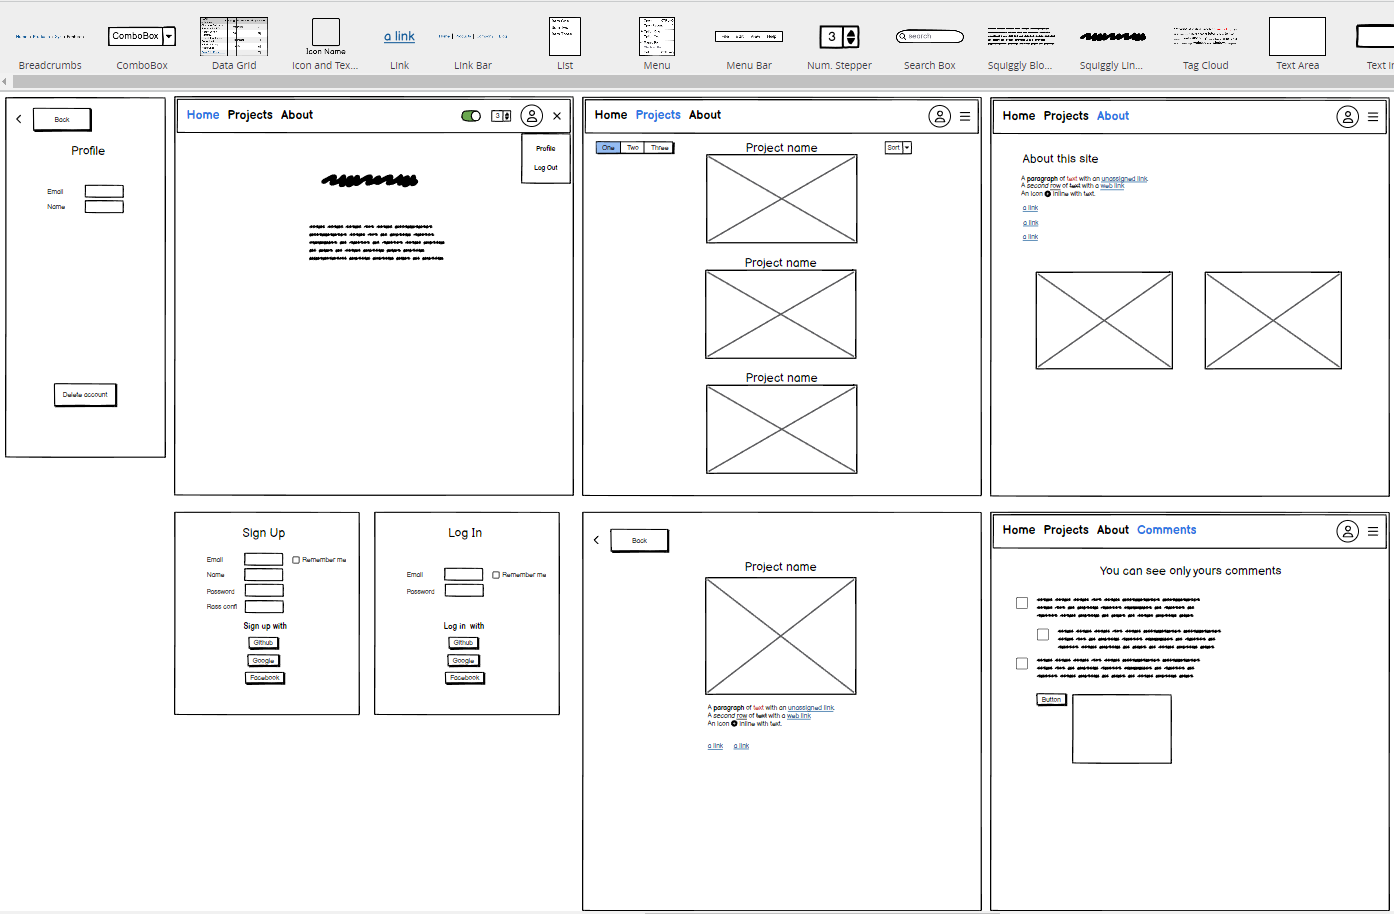 ComboBox
a link
3
search
Icon Name
Breadcrumbs
ComboBox
Data Grid
Icon and Tex...
Link
Link Bar
List
Menu
Menu Bar
Num. Stepper
Search Box
Squiggly Blo...
Squiggly Lin...
Tag Cloud
Text Area
Text In
Back
Profile
Email
Name
Delete account
Home Projects About
3
Profile
Log Out
Home Projects About
One Two Three
Sort
Project name
Project name
Project name
Home Projects About
About this site
A paragraph of text with an unassigned link.
A second row of text with a web link
An icon inline with text.
a link
a link
a link
Sign Up
Email
Remember me
Name
Password
Rass confi
Sign up with
Github
Google
Facebook
Log In
Email
Remember me
Password
Log in with
Github
Google
Facebook
Back
Project name
A paragraph of text with an unassigned link.
A second row of text with a web link
An icon inline with text.
a link a link
Home Projects About Comments
You can see only yours comments
Button